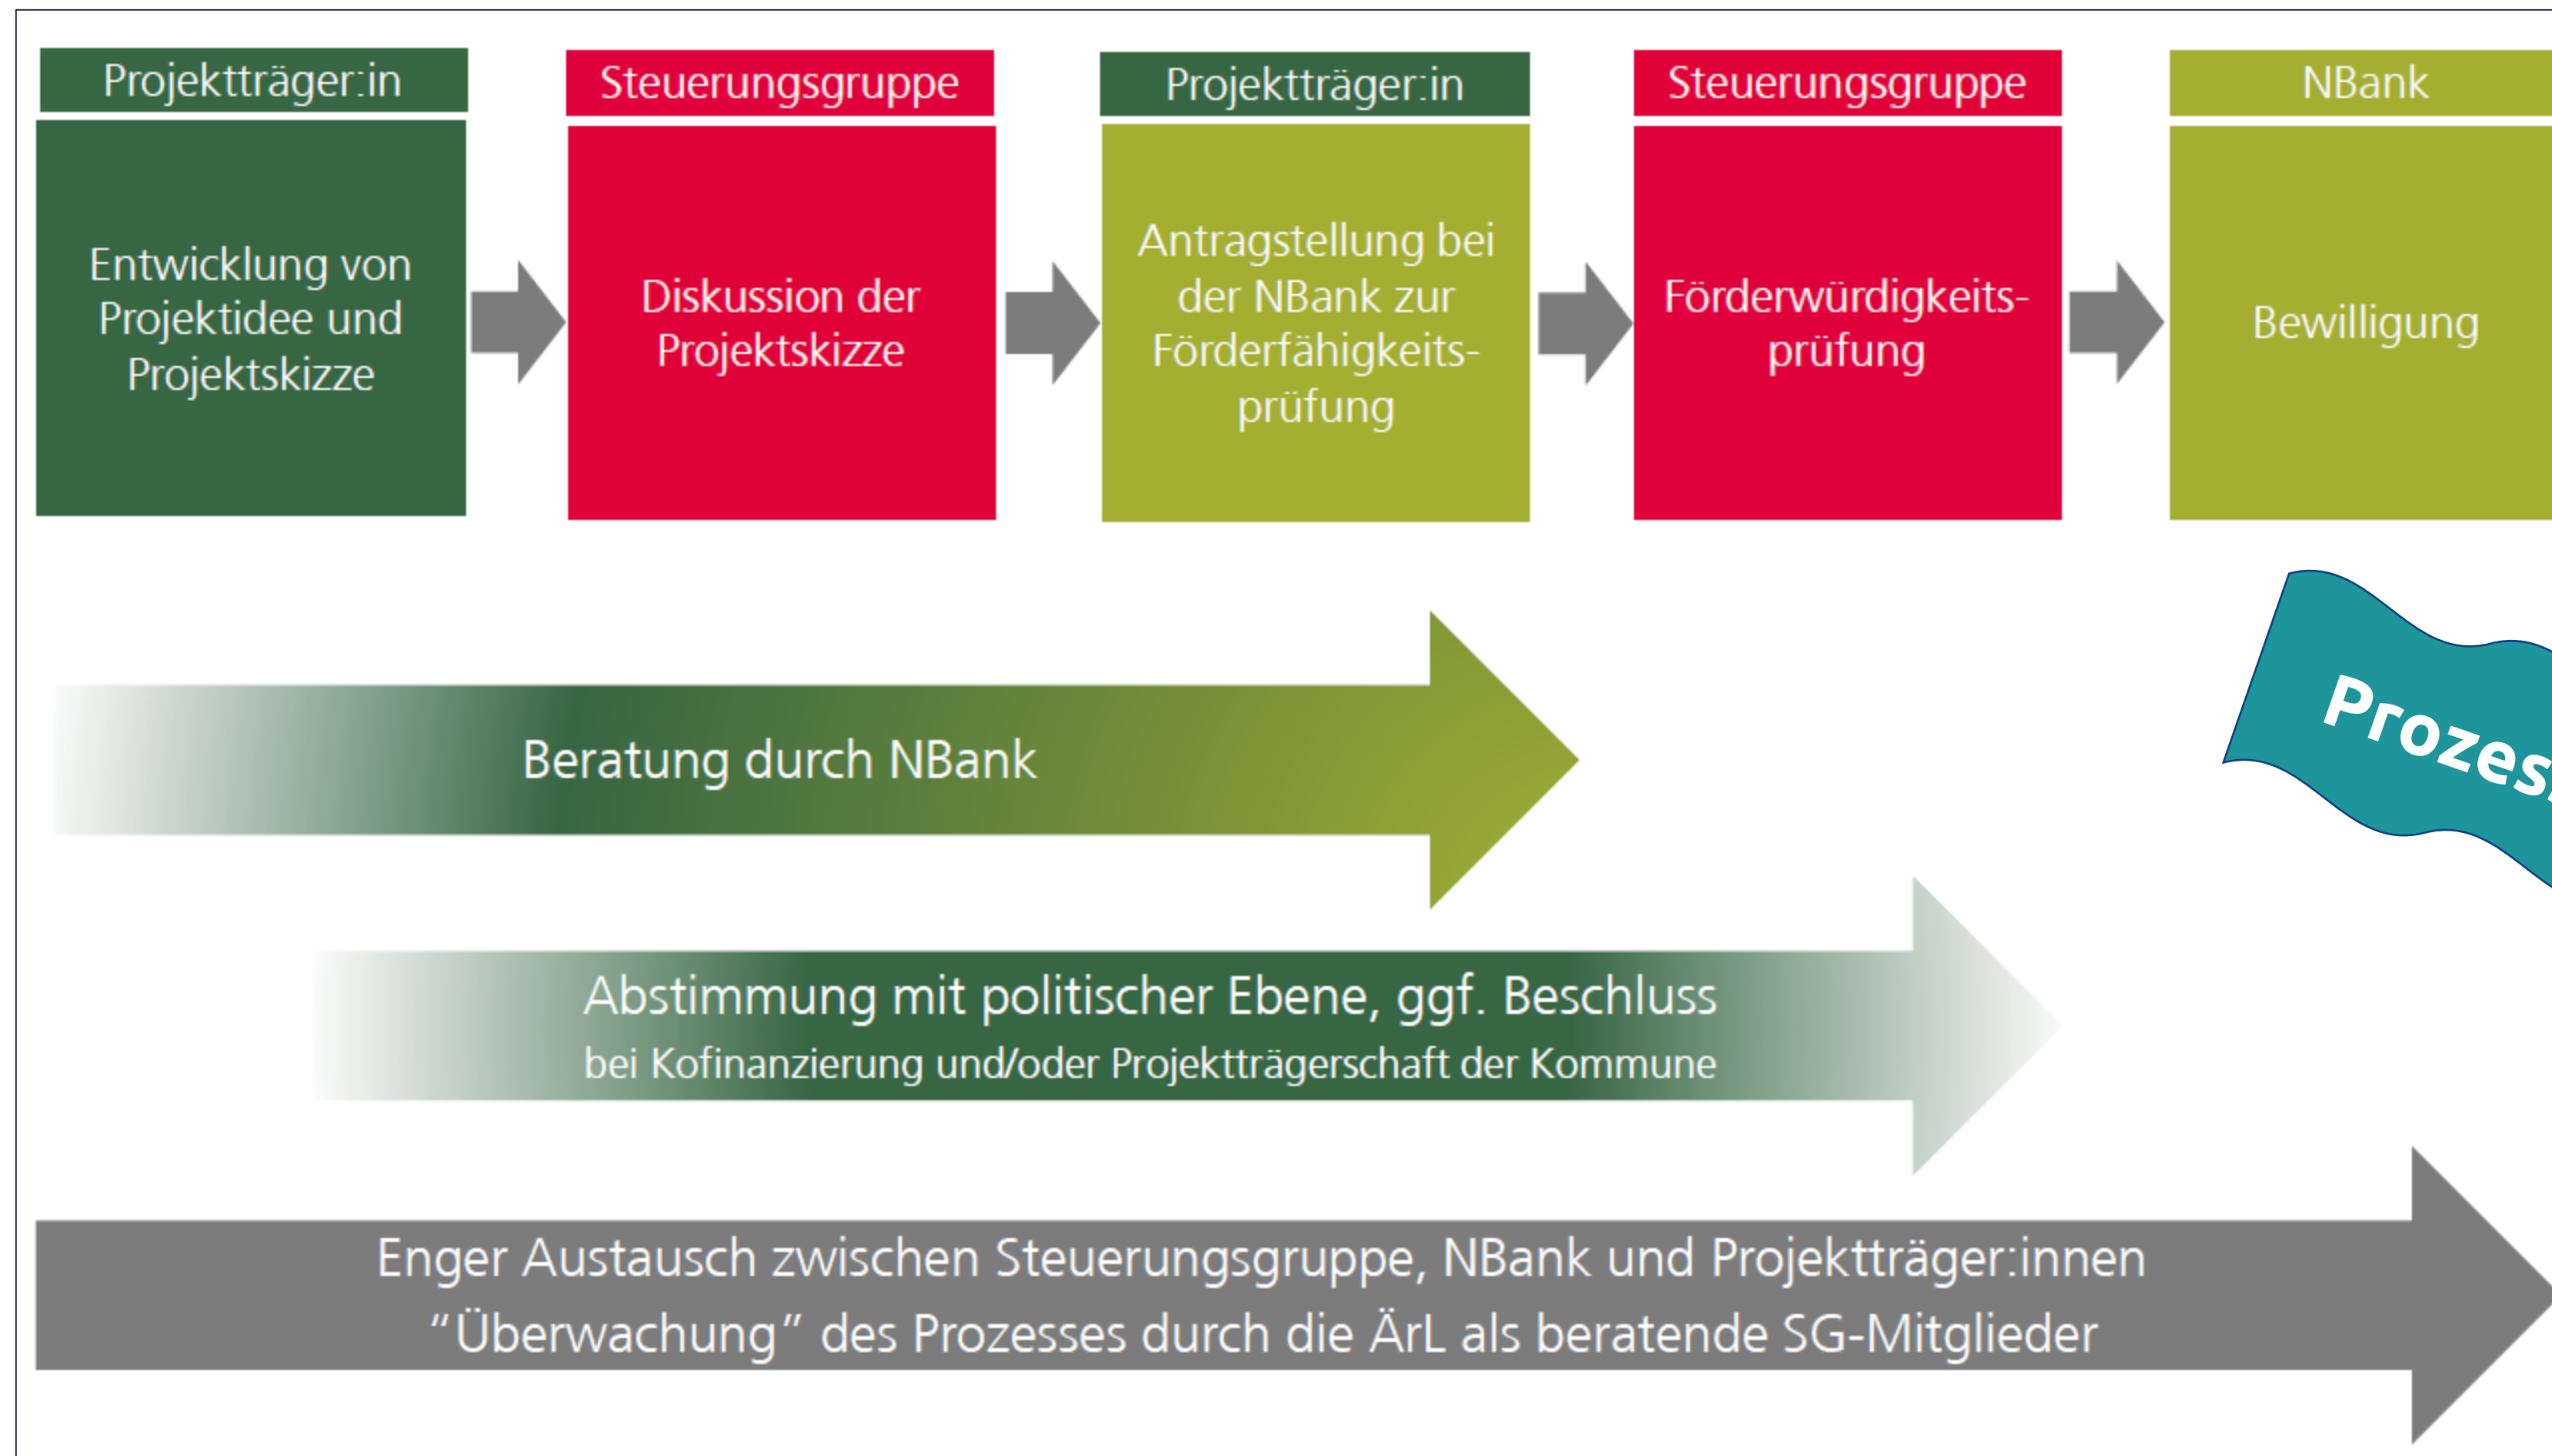 Projektträger:in
Steuerungsgruppe
Projektträger:in
Steuerungsgruppe
NBank
Entwicklung von
Projektidee und
Projektskizze
Diskussion der
Projektskizze
Antragstellung bei
der NBank zur
Förderfähigkeits-
prüfung
Förderwürdigkeits-
prüfung
Bewilligung
Beratung durch NBank
Abstimmung mit politischer Ebene, ggf. Beschluss
bei Kofinanzierung und/oder Projektträgerschaft der Kommune
Enger Austausch zwischen Steuerungsgruppe, NBank und Projektträger:innen
“Überwachung” des Prozesses durch die ÄrL als beratende SG-Mitglieder